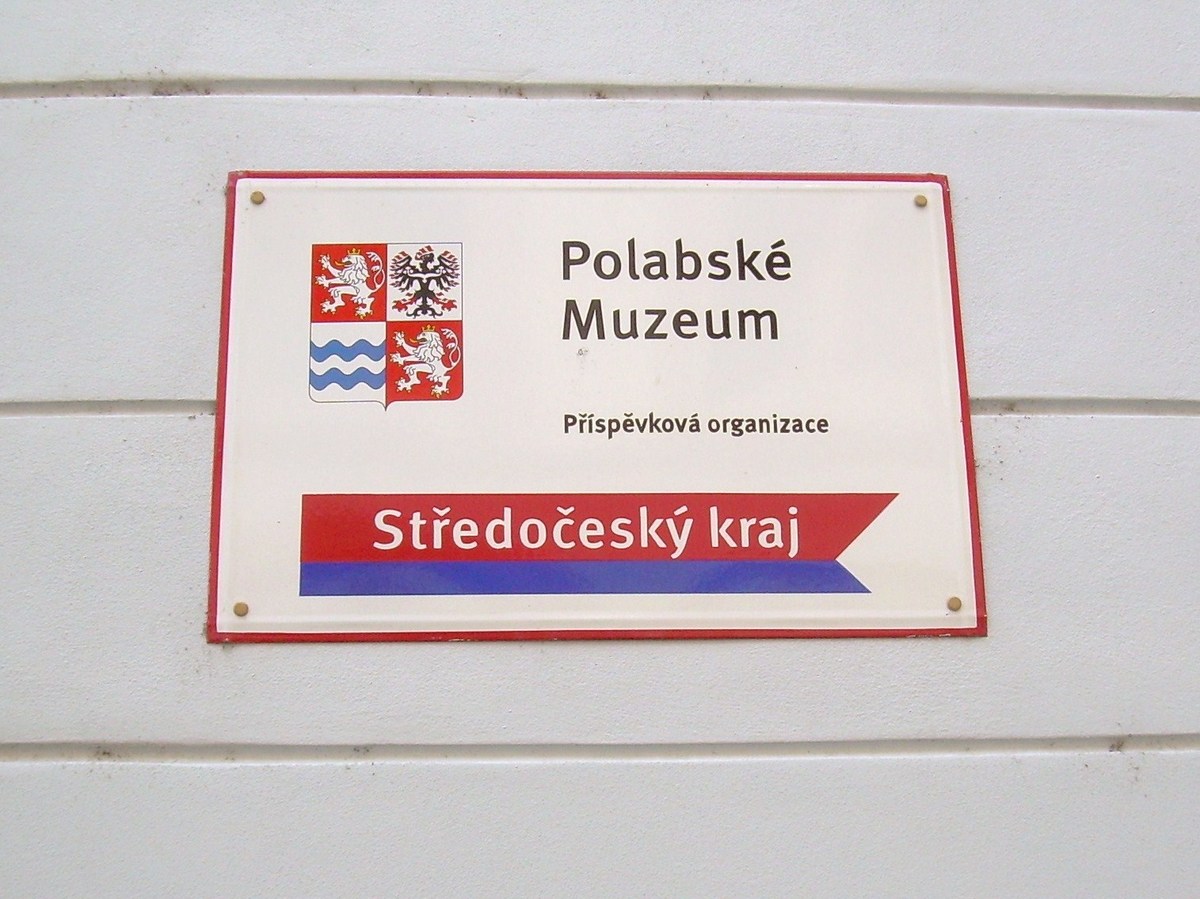 Polabské
Muzeum
Příspěvková organizace
Středočeský kraj